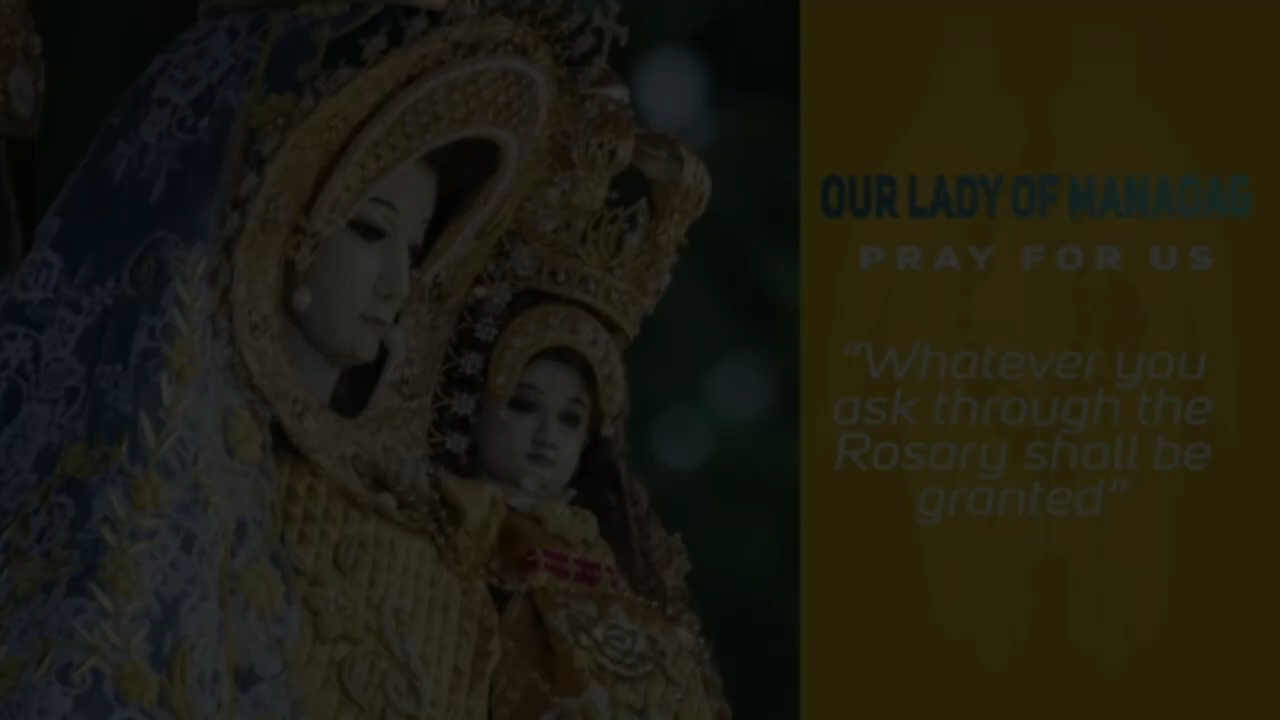 OUR LADY OF MANAOAG
PRAY FOR US
“Whatever you
ask through the
Rosary shall be
granted”